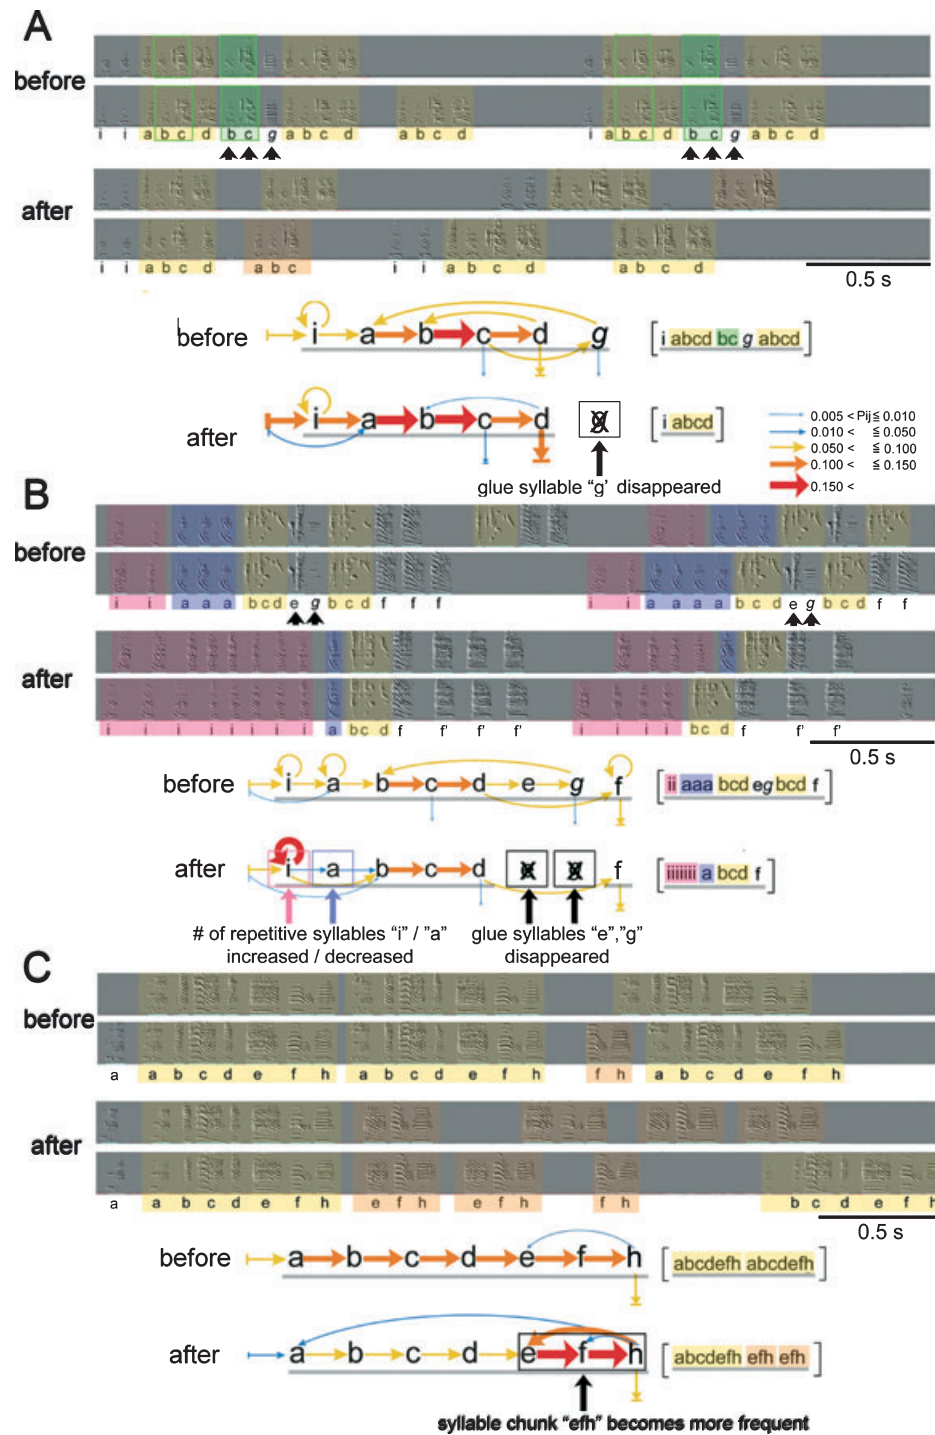 A
before
i i a b c d b c g a b c d a b c d i a b c d b c g a b c d
after
i i a b c d a b c i i a b c d a b c d
0.5 s
before
i a b c d g
[ i abcd bc g abcd ]
after
i a b c d g
[ i abcd ]
0.005 < Pij ≦ 0.010
0.010 < ≦ 0.050
0.050 < ≦ 0.100
0.100 < ≦ 0.150
0.150 <
glue syllable "g' disappeared
B
before
i i a a a b c d e g b c d f f f i i a a a a b c d e g b c d f f
after
a b c d f f' f' f' b c d f f' f'
0.5 s
before
i a b c d e g f
[ ii aaa bcd eg bcd f ]
after
i a b c d e g f
[ iiiiiii a bcd f ]
# of repetitive syllables "i" / "a"
increased / decreased
glue syllables "e","g"
disappeared
C
before
a a b c d e f h a b c d e f h f h a b c d e f h
after
a a b c d e f h e f h e f h f h b c d e f h
0.5 s
before
a b c d e f h
[ abcdefh abcdefh ]
after
a b c d e f h
[ abcdefh efh efh ]
syllable chunk "efh" becomes more frequent